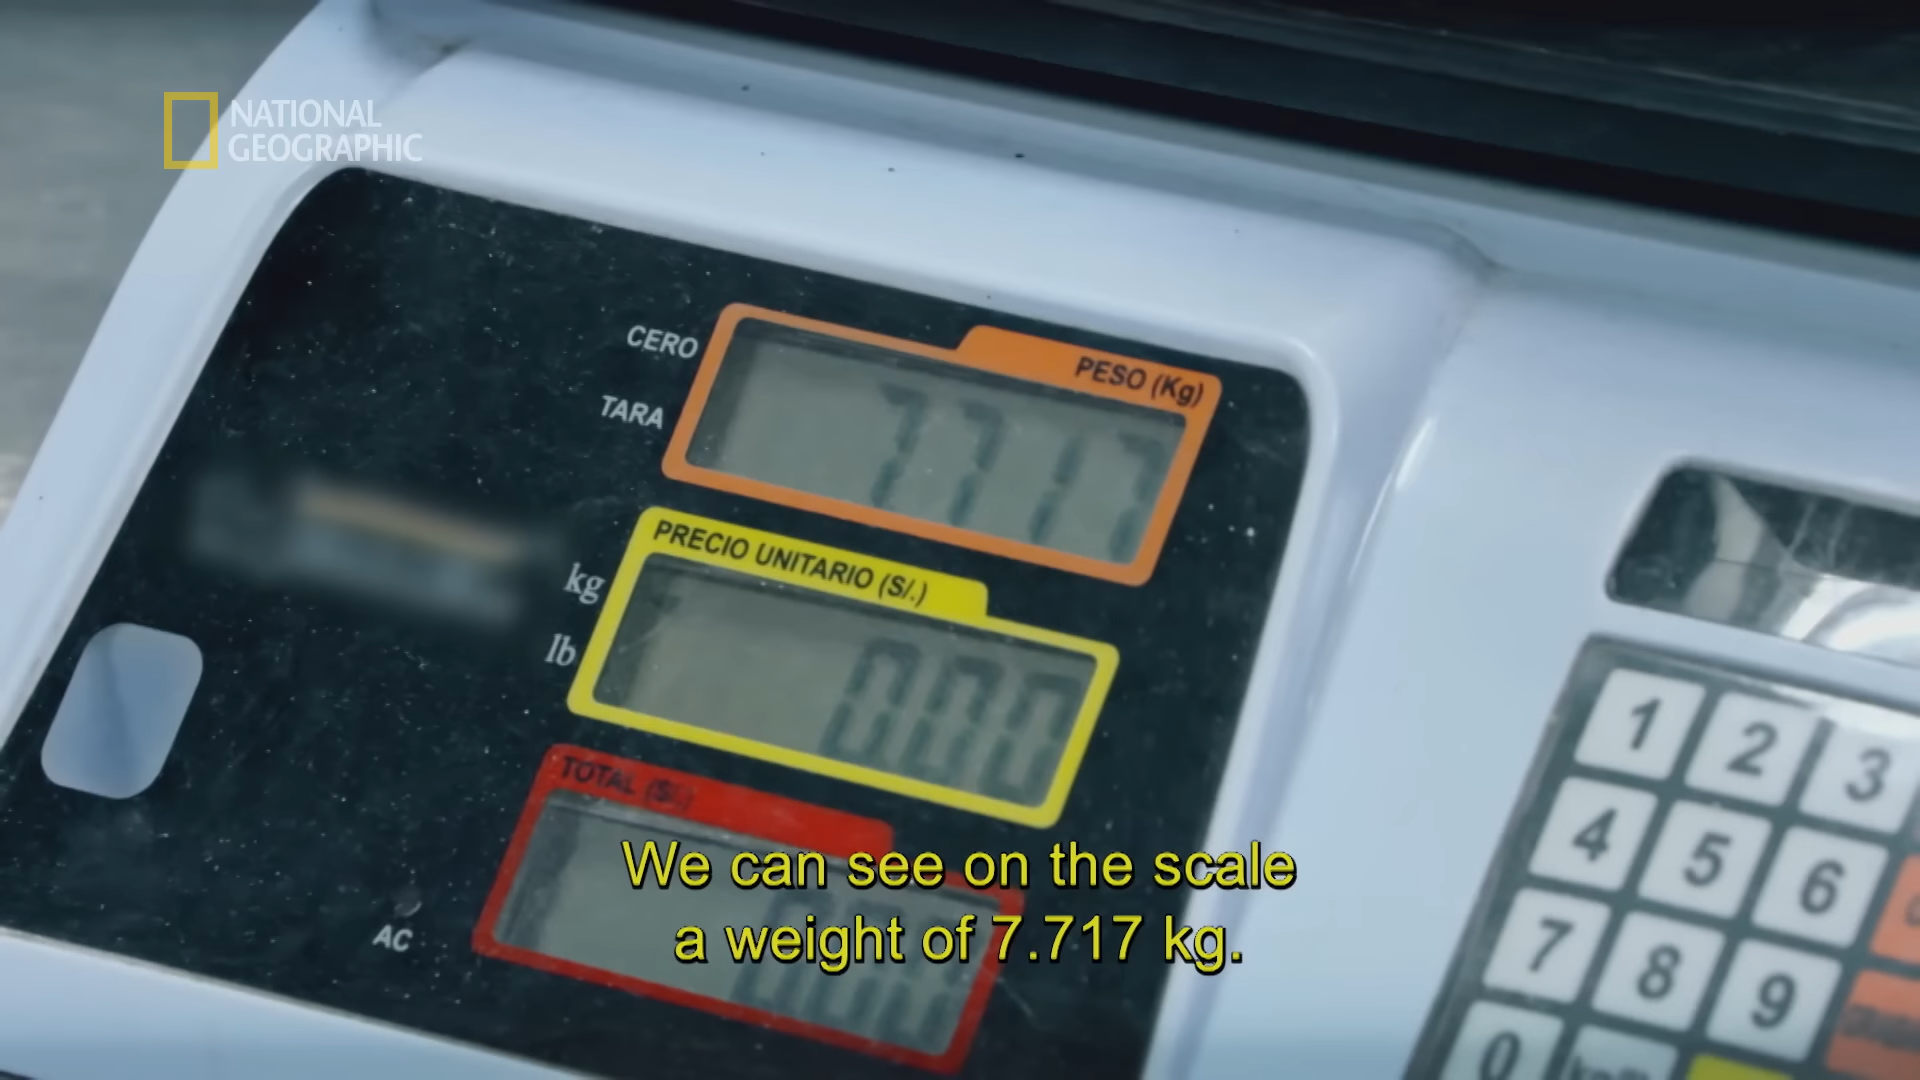 NATIONAL
GEOGRAPHIC
CERO
PESO (Kg)
TARA
7717
PRECIO UNITARIO (S/.)
kg
lb
000
TOTAL (S/.)
000
AC
1 2 3
4 5 6
7 8 9
0
We can see on the scale
a weight of 7.717 kg.